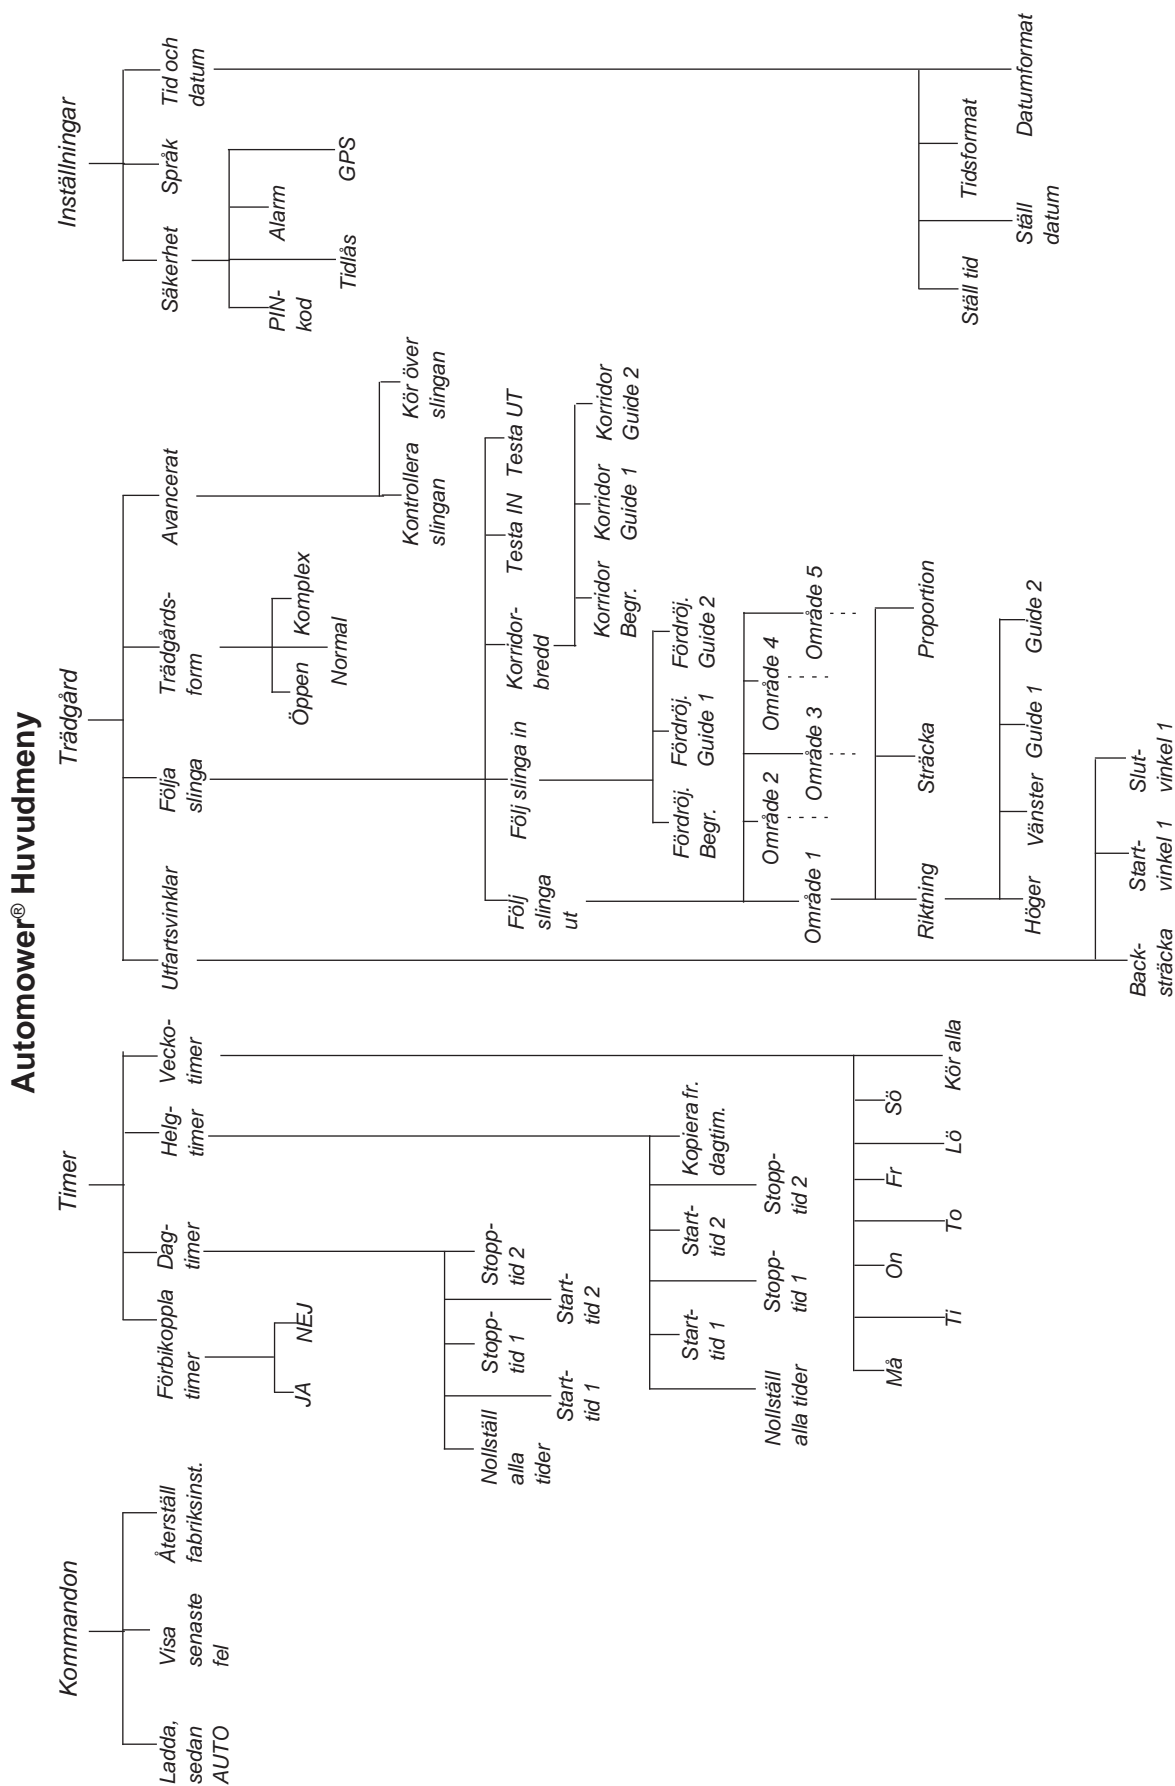 Automower® Huvudmeny
Kommandon
Ladda,
sedan
AUTO
Visa
senaste
fel
Återställ
fabriksinst.
Timer
Förbikoppla
timer
JA
NEJ
Dag-
timer
Nollställ
alla
tider
Start-
tid 1
Stopp-
tid 1
Start-
tid 2
Stopp-
tid 2
Helg-
timer
Nollställ
alla tider
Start-
tid 1
Stopp-
tid 1
Start-
tid 2
Stopp-
tid 2
Kopiera fr.
dagtim.
Vecko-
timer
Må
Ti
On
To
Fr
Lö
Sö
Kör alla
Trädgård
Utfartsvinklar
Back-
sträcka
Start-
vinkel 1
Slut-
vinkel 1
Följa
slinga
Följ
slinga
ut
Område 1
Område 2
Område 3
Område 4
Område 5
Riktning
Sträcka
Proportion
Höger
Vänster
Guide 1
Guide 2
Följ slinga in
Fördröj.
Begr.
Fördröj.
Guide 1
Fördröj.
Guide 2
Korridor-
bredd
Korridor
Begr.
Korridor
Guide 1
Korridor
Guide 2
Testa IN
Testa UT
Trädgårds-
form
Öppen
Normal
Komplex
Avancerat
Kontrollera
slingan
Kör över
slingan
Inställningar
Säkerhet
PIN-
kod
Tidlås
Alarm
GPS
Språk
Tid och
datum
Ställ tid
Ställ
datum
Tidsformat
Datumformat